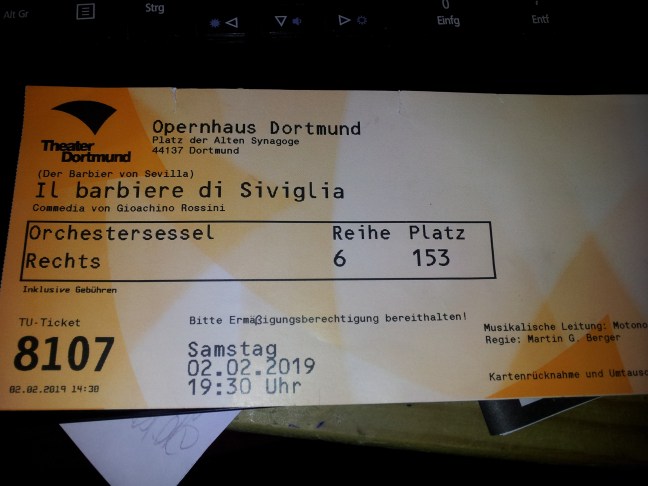 Alt Gr
Strg
Einfg
Entf
Theater
Dortmund
Opernhaus Dortmund
Platz der Alten Synagoge
44137 Dortmund
(Der Barbier von Sevilla)
Il barbiere di Siviglia
Commedia von Gioachino Rossini
Orchestersessel Reihe Platz
Rechts 6 153
Inklusive Gebühren
TU-Ticket
8107
02.02.2019 14:30
Bitte Ermäßigungsberechtigung bereithalten!
Samstag
02.02.2019
19:30 Uhr
Musikalische Leitung: Motono
Regie: Martin G. Berger
Kartenrücknahme und Umtausc